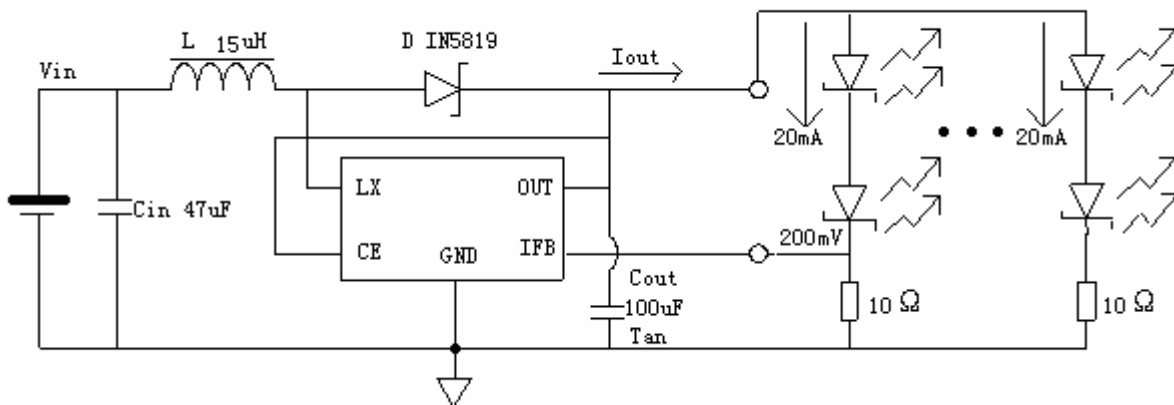 L 15uH
D IN5819
Vin
Iout
20mA
20mA
Cin 47uF
LX
OUT
CE
GND
IFB
200mV
Cout
100uF
Tan
10 Ω
10 Ω